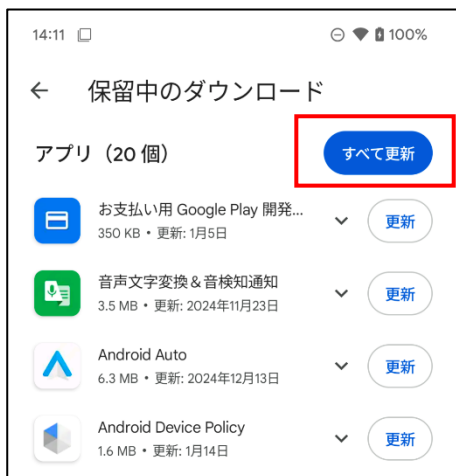 14:11 100%
保留中のダウンロード
アプリ（20 個） すべて更新
お支払い用 Google Play 開発...
350 KB • 更新: 1月5日
更新
音声文字変換＆音検知通知
3.5 MB • 更新: 2024年11月23日
更新
Android Auto
6.3 MB • 更新: 2024年12月13日
更新
Android Device Policy
1.6 MB • 更新: 1月14日
更新